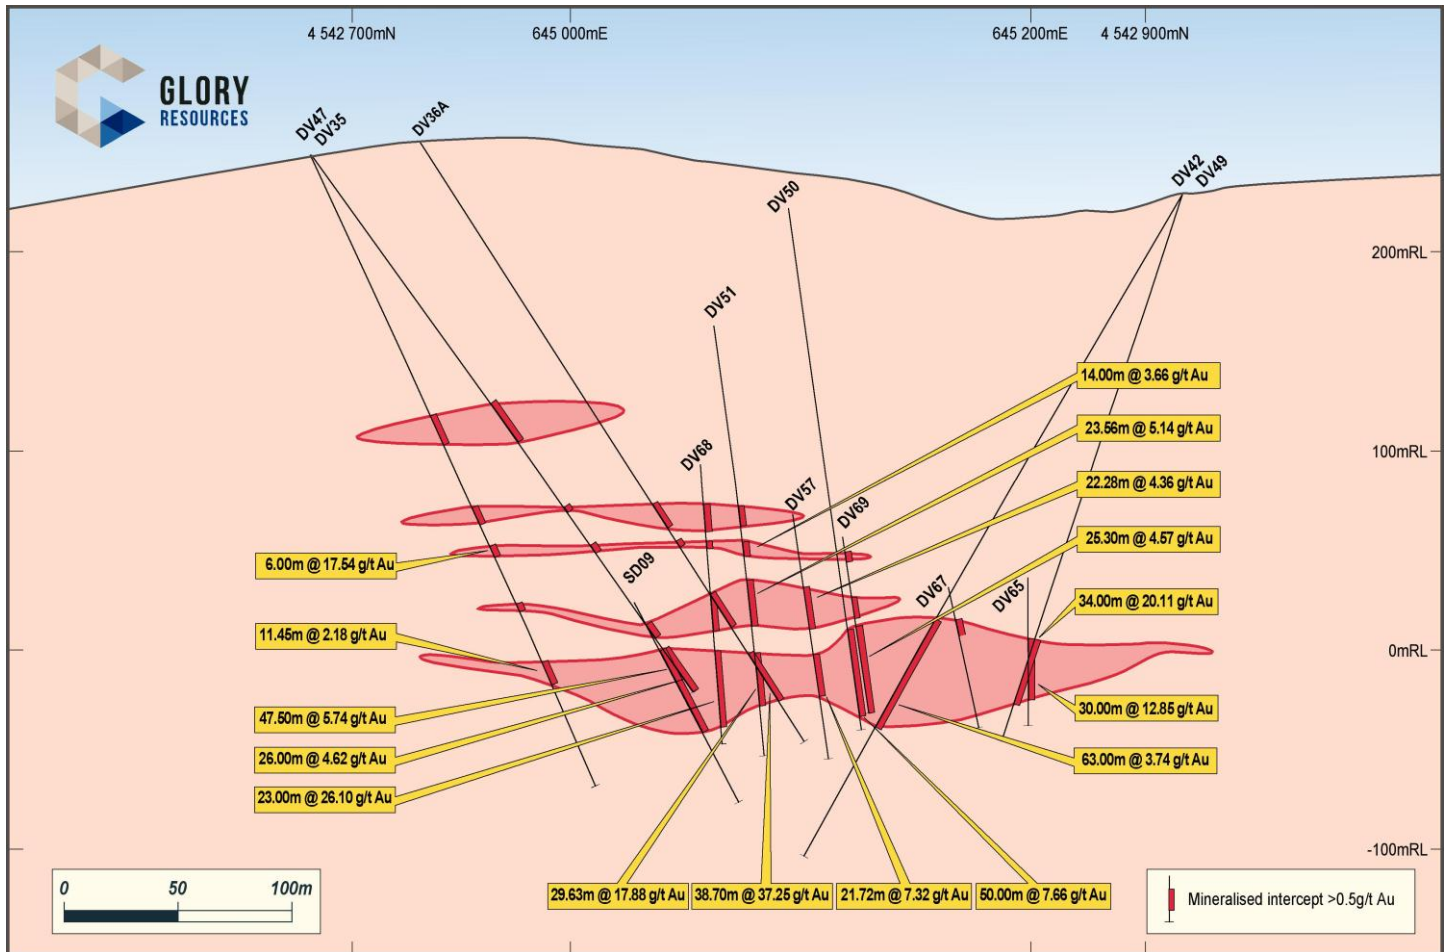 4 542 700mN
645 000mE
645 200mE
4 542 900mN
GLORY
RESOURCES
DV47
DV35
DV36A
DV42
DV49
DV50
200mRL
DV51
14.00m @ 3.66 g/t Au
23.56m @ 5.14 g/t Au
100mRL
DV68
DV57
22.28m @ 4.36 g/t Au
DV69
25.30m @ 4.57 g/t Au
6.00m @ 17.54 g/t Au
SD09
DV67
DV65
34.00m @ 20.11 g/t Au
11.45m @ 2.18 g/t Au
0mRL
30.00m @ 12.85 g/t Au
47.50m @ 5.74 g/t Au
26.00m @ 4.62 g/t Au
63.00m @ 3.74 g/t Au
23.00m @ 26.10 g/t Au
-100mRL
0
50
100m
29.63m @ 17.88 g/t Au
38.70m @ 37.25 g/t Au
21.72m @ 7.32 g/t Au
50.00m @ 7.66 g/t Au
Mineralised intercept >0.5g/t Au